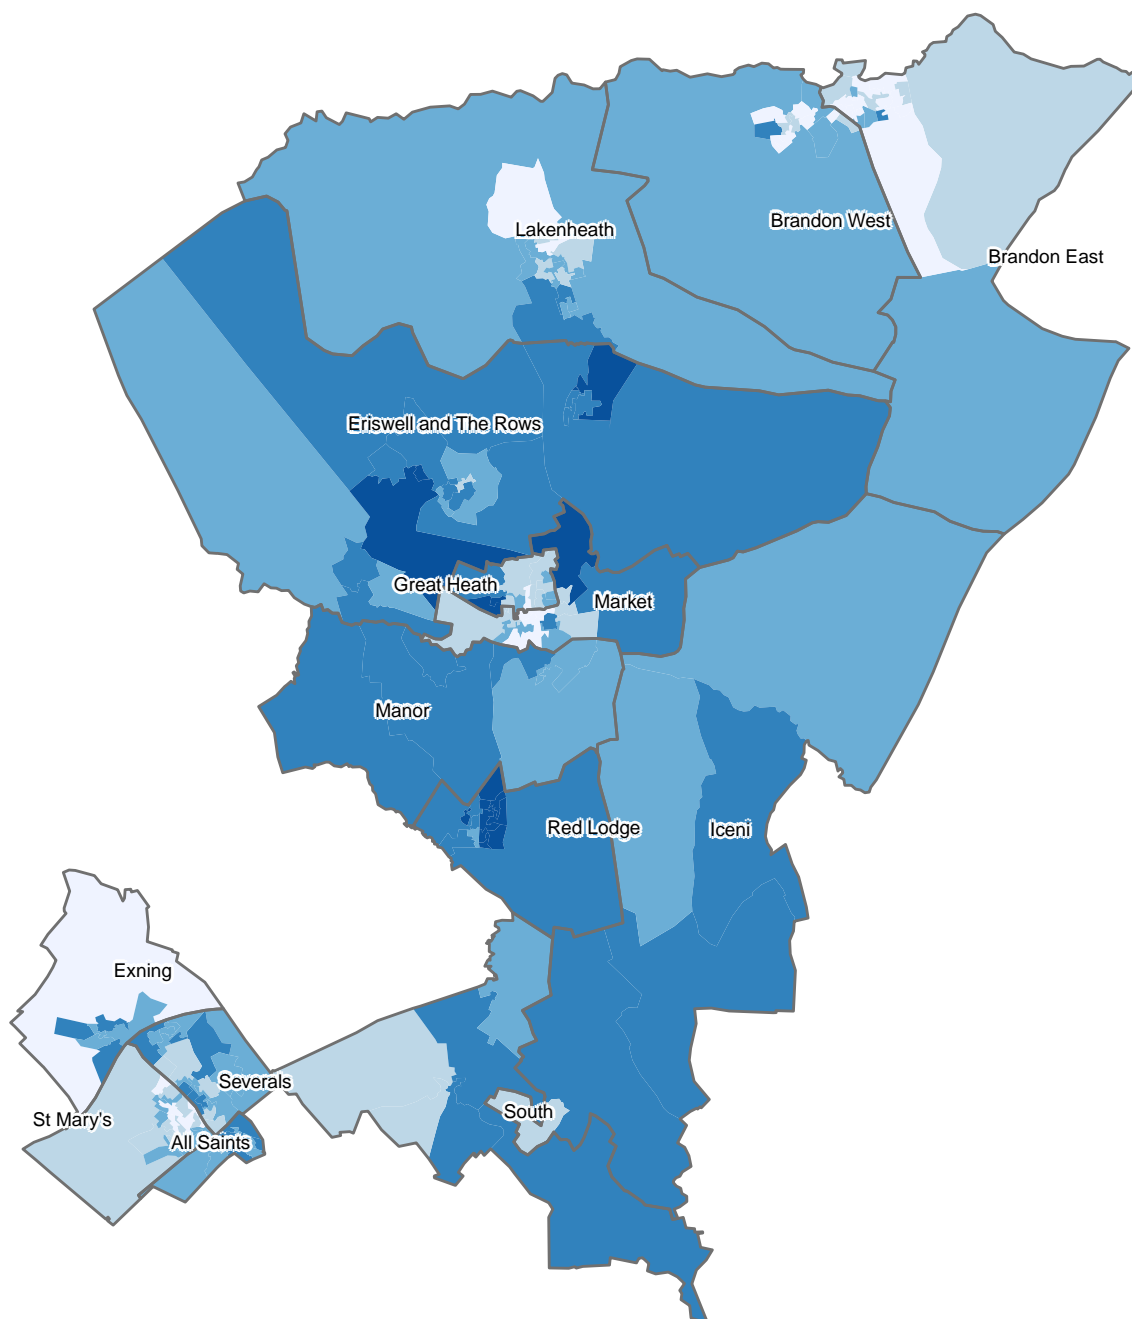 Brandon West
Lakenheath
Brandon East
Eriswell and The Rows
Great Heath
Market
Manor
Red Lodge
Iceni
Exning
Severals
South
St Mary's
All Saints